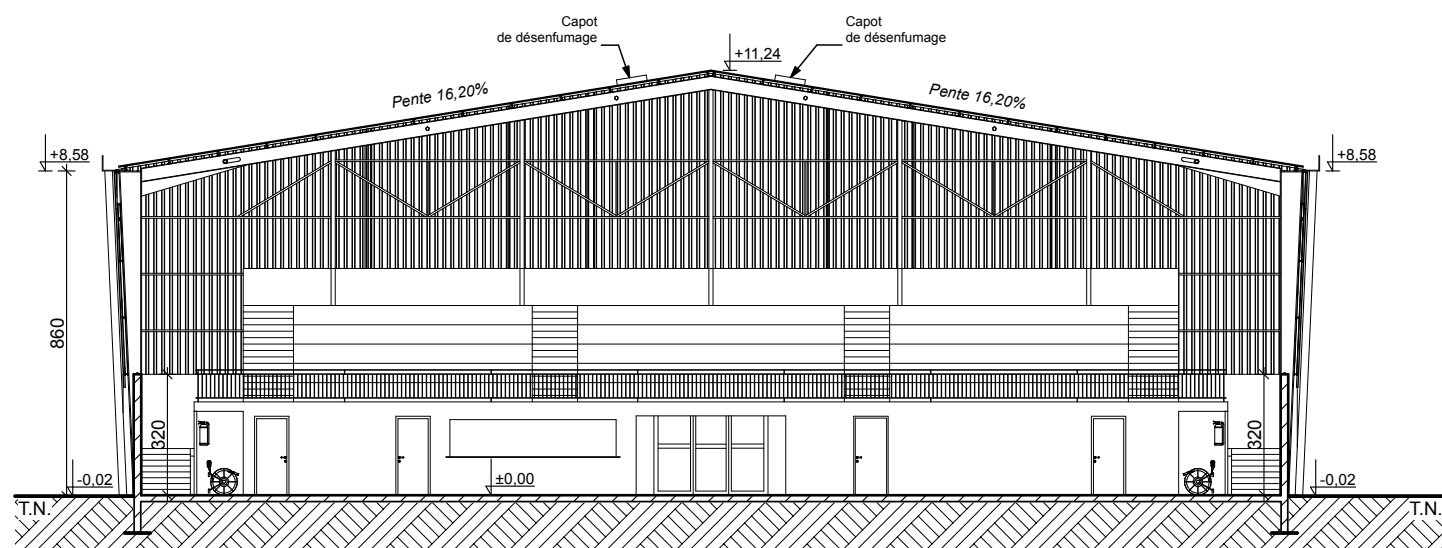 Capot
de désenfumage
Capot
de désenfumage
+11,24
Pente 16,20%
Pente 16,20%
+8,58
+8,58
860
320
320
-0,02
±0,00
-0,02
T.N.
T.N.